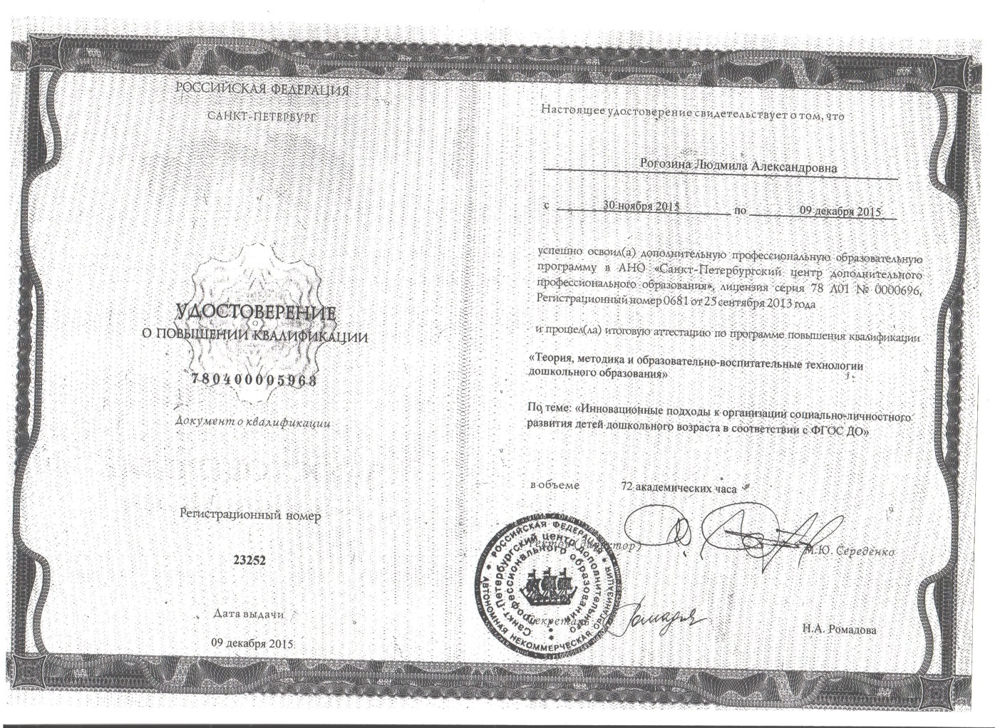 РОССИЙСКАЯ ФЕДЕРАЦИЯ
САНКТ-ПЕТЕРБУРГ
УДОСТОВЕРЕНИЕ
О ПОВЫШЕНИИ КВАЛИФИКАЦИИ
780400005963
Документ о квалификации
Регистрационный номер
23252
Дата выдачи
09 декабря 2015
Настоящее удостоверение свидетельствует о том, что
Рогозина Людмила Александровна
с 30 ноября 2015 по 09 декабря 2015
успешно освоил(а) дополнительную профессиональную образовательную
программу в АНО «Санкт-Петербургский центр дополнительного
профессионального образования», лицензия серия 78 Л01 № 0000696,
Регистрационный номер 0681 от 25 сентября 2013 года
и прошел(ла) итоговую аттестацию по программе повышения квалификации
«Теория, методика и образовательно-воспитательные технологии
дошкольного образования»
По теме: «Инновационные подходы к организации социально-личностного
развития детей дошкольного возраста в соответствии с ФГОС ДО»
в объеме 72 академических часа
Ректор (директор) М.Ю. Середенко
Секретарь Н.А. Ромадова
РОССИЙСКАЯ ФЕДЕРАЦИЯ
АВТОНОМНАЯ НЕКОММЕРЧЕСКАЯ ОРГАНИЗАЦИЯ
Санкт-Петербургский центр дополнительного
профессионального образования